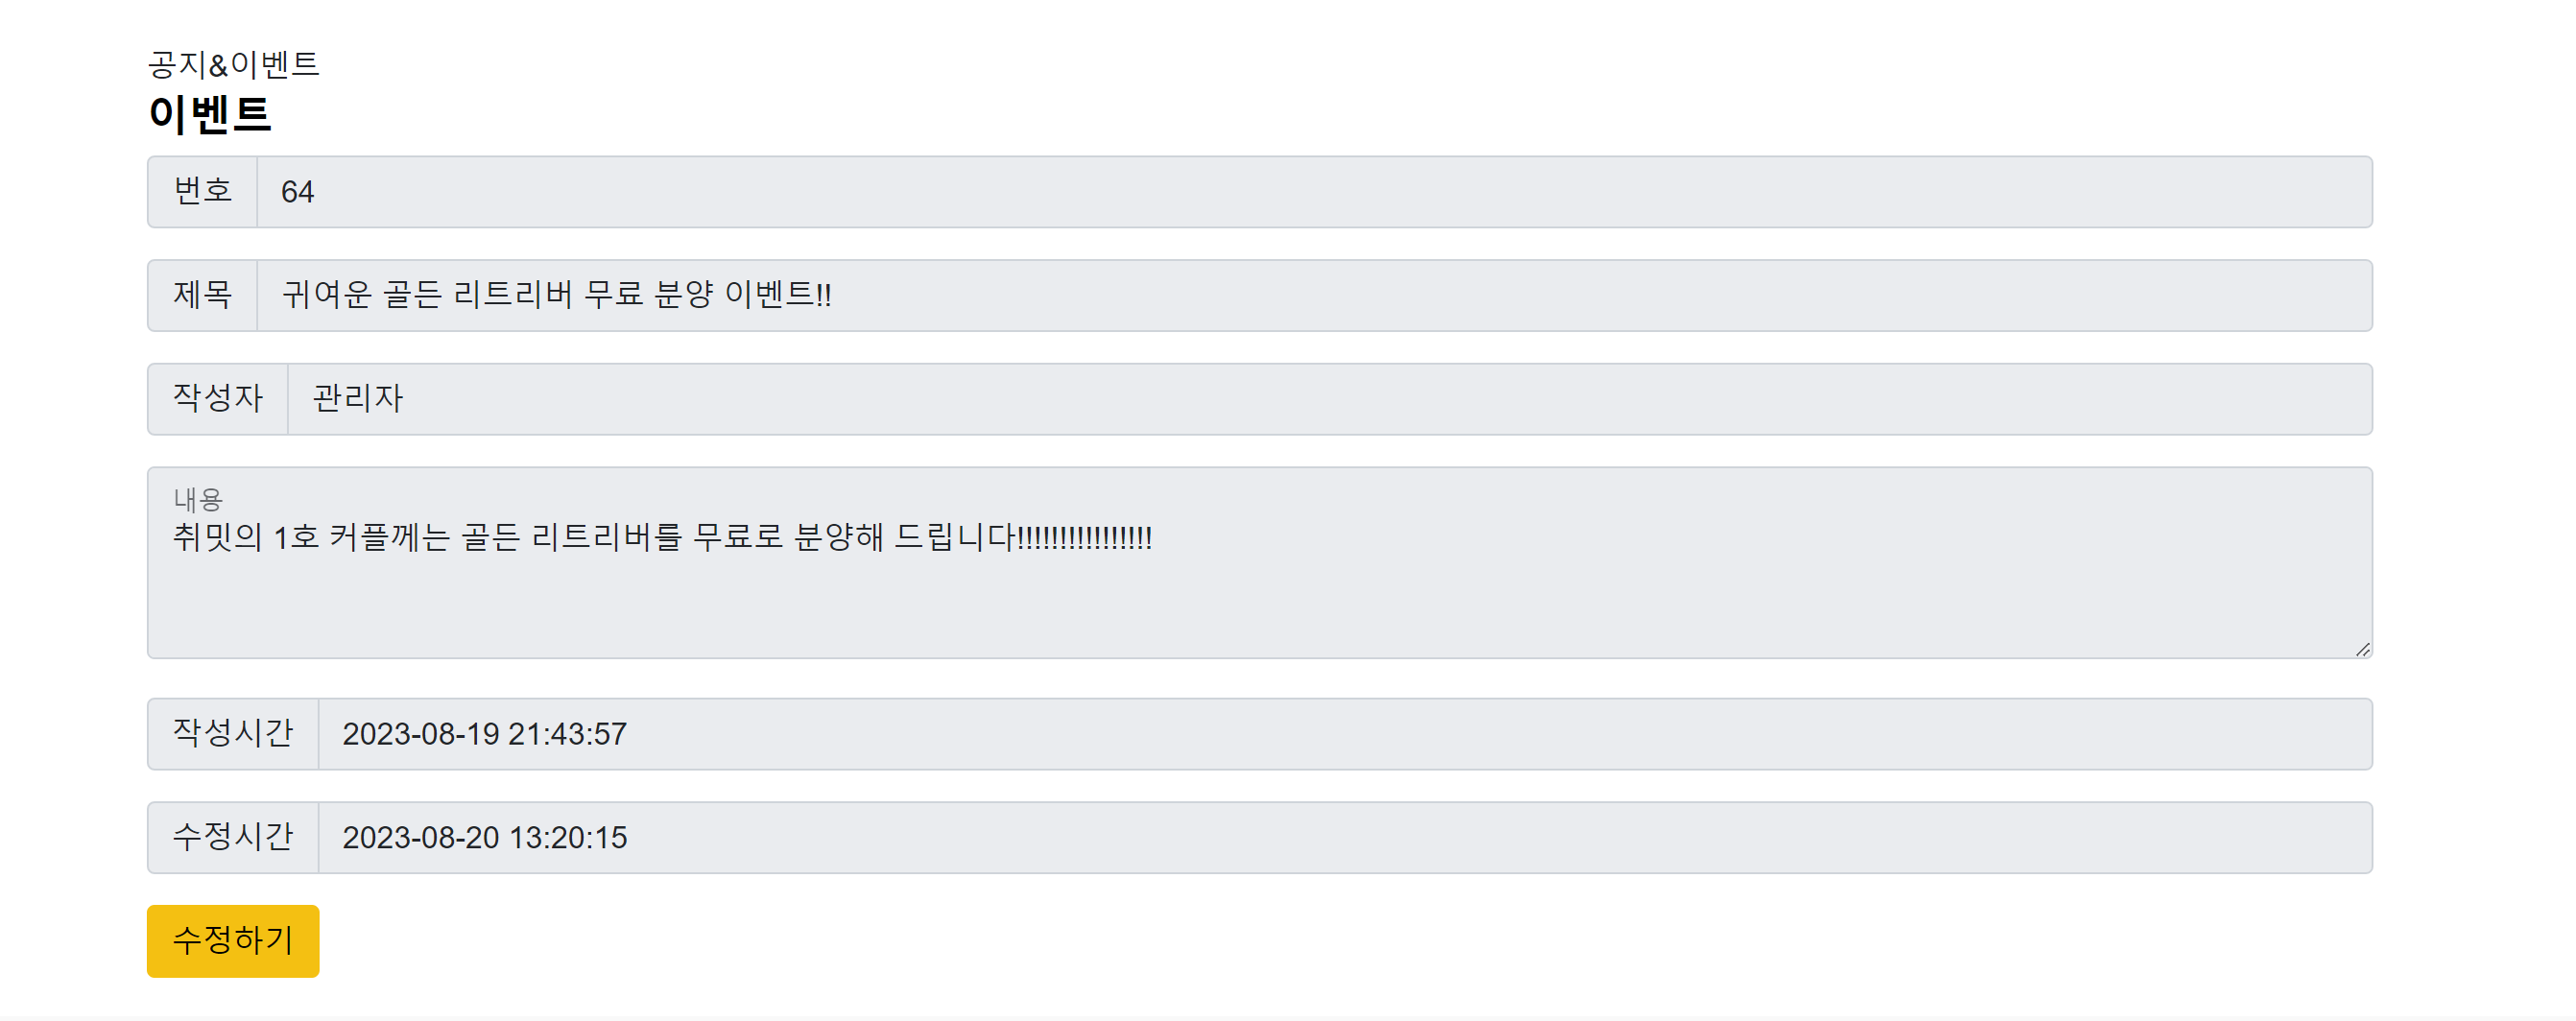 공지&이벤트
이벤트
번호 64
제목 귀여운 골든 리트리버 무료 분양 이벤트!!
작성자 관리자
내용
취밋의 1호 커플께는 골든 리트리버를 무료로 분양해 드립니다!!!!!!!!!!!!!!!!
작성시간 2023-08-19 21:43:57
수정시간 2023-08-20 13:20:15
수정하기